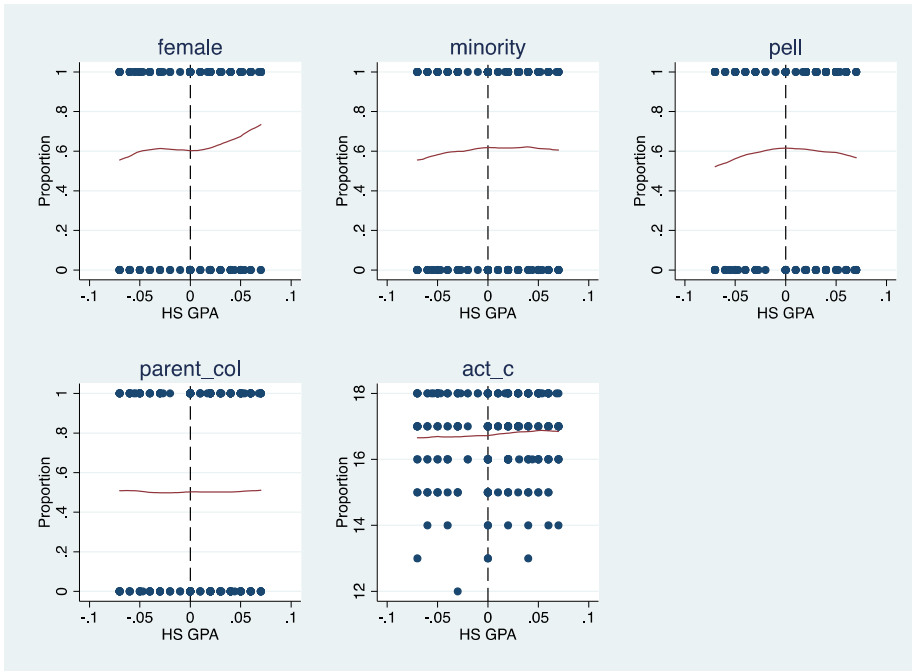 female
Proportion
0 .2 .4 .6 .8 1
-.1 -.05 0 .05 .1
HS GPA
minority
Proportion
0 .2 .4 .6 .8 1
-.1 -.05 0 .05 .1
HS GPA
pell
Proportion
0 .2 .4 .6 .8 1
-.1 -.05 0 .05 .1
HS GPA
parent_col
Proportion
0 .2 .4 .6 .8 1
-.1 -.05 0 .05 .1
HS GPA
act_c
Proportion
12 14 16 18
-.1 -.05 0 .05 .1
HS GPA